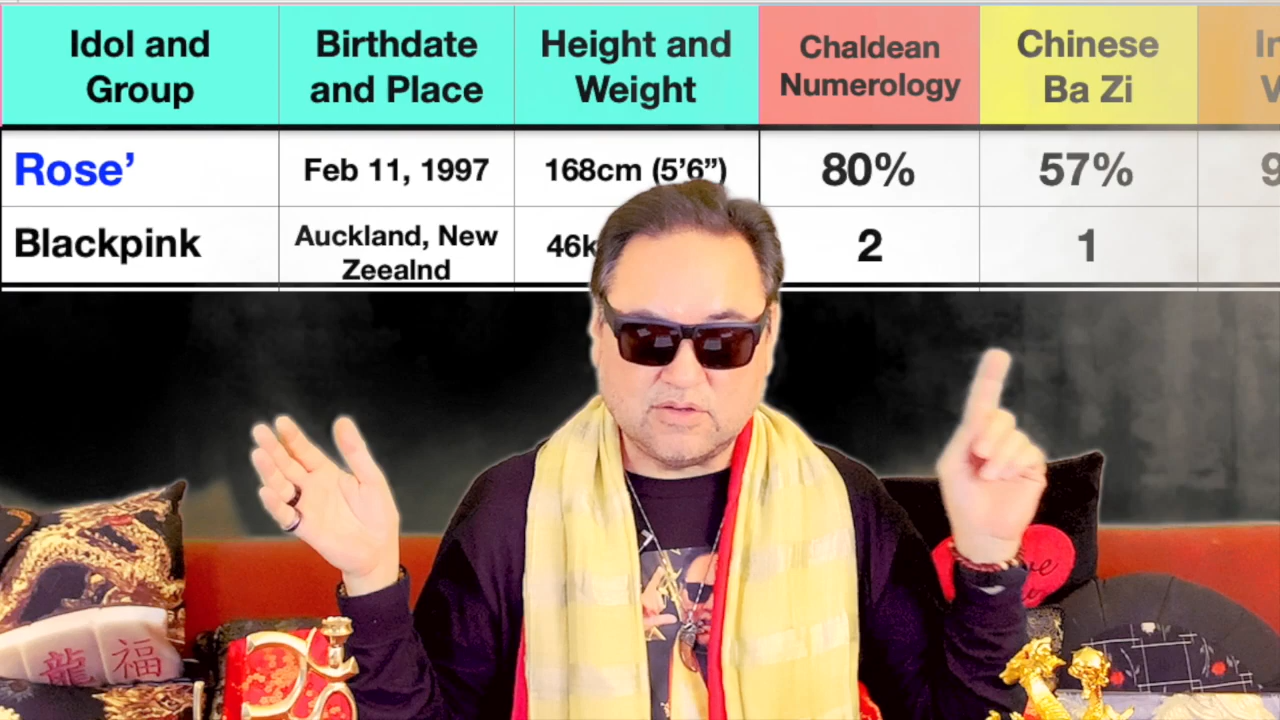 Idol and
Group
Birthdate
and Place
Height and
Weight
Chaldean
Numerology
Chinese
Ba Zi
Rose’
Feb 11, 1997
168cm (5’6”)
80%
57%
Blackpink
Auckland, New
Zeealnd
2
1
龍 福